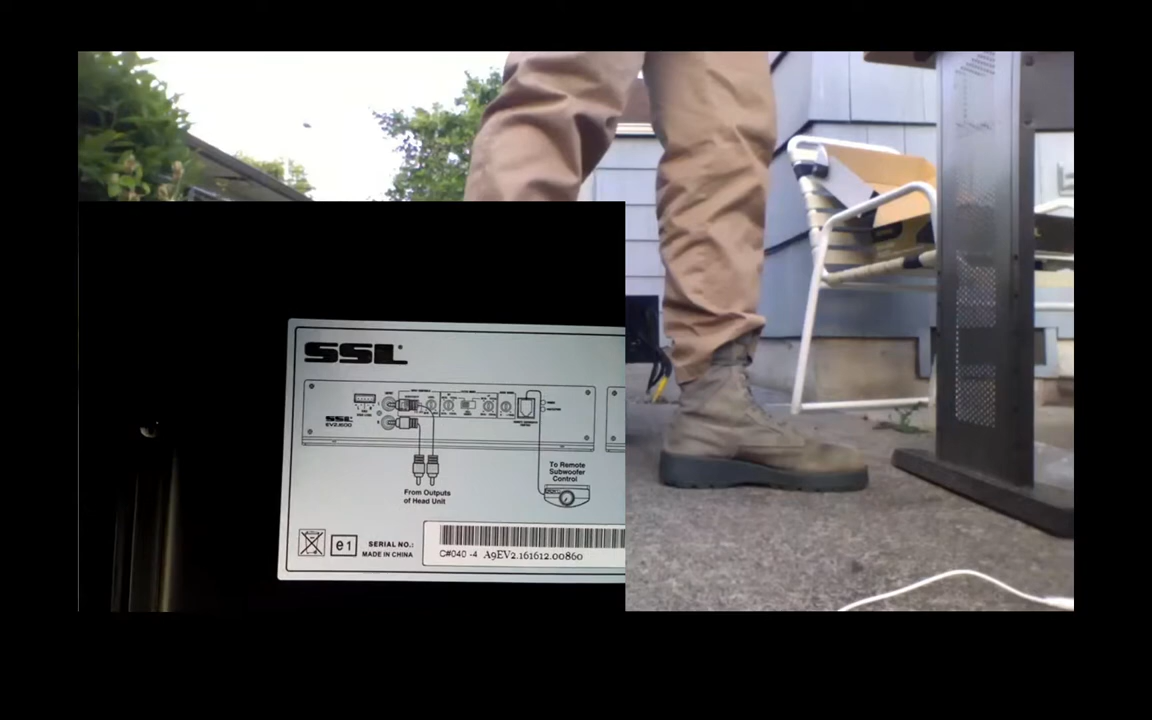 SSL
SSL
EV2.1600
To Remote
Subwoofer
Control
From Outputs
of Head Unit
e1
SERIAL NO.:
MADE IN CHINA
C#040 -4 A9EV2.161612.00860